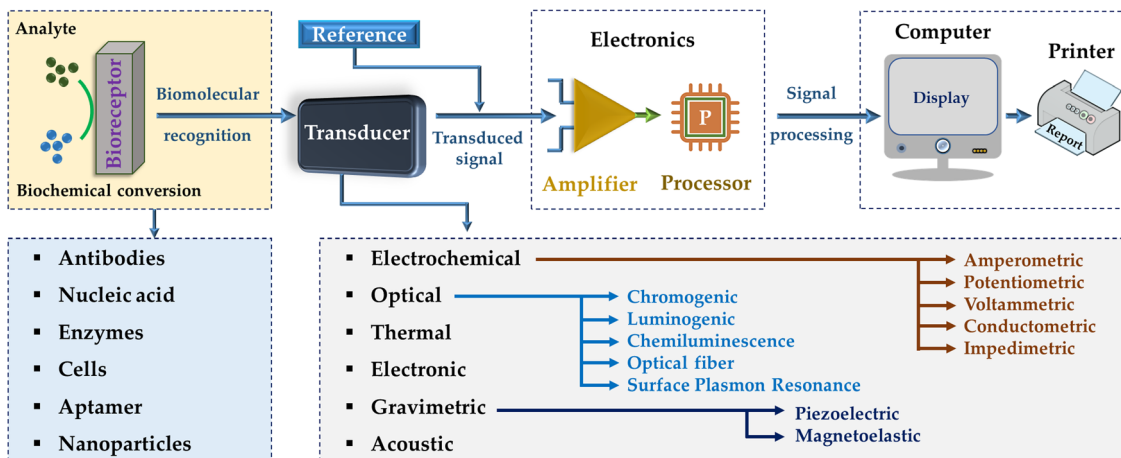 Analyte
Bioreceptor
Biomolecular
recognition
Biochemical conversion
Reference
Transducer
Transduced
signal
Electronics
Amplifier
P
Processor
Signal
processing
Computer
Display
Printer
Report
Antibodies
Nucleic acid
Enzymes
Cells
Aptamer
Nanoparticles
Electrochemical
Optical
Thermal
Electronic
Gravimetric
Acoustic
Chromogenic
Luminogenic
Chemiluminescence
Optical fiber
Surface Plasmon Resonance
Piezoelectric
Magnetoelastic
Amperometric
Potentiometric
Voltammetric
Conductometric
Impedimetric